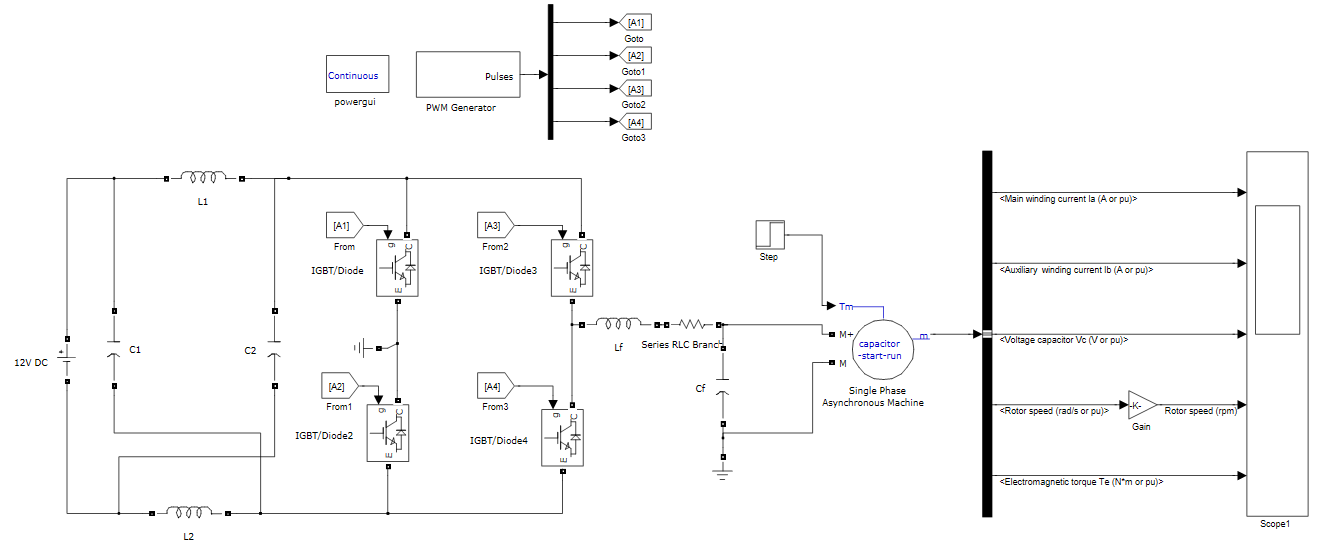 [A1]
Goto
[A2]
Goto1
[A3]
Goto2
[A4]
Goto3
Continuous
powergui
Pulses
PWM Generator
L1
[A1]
From
g
C
E
IGBT/Diode
[A3]
From2
g
C
E
IGBT/Diode3
Step
<Main winding current Ia (A or pu)>
<Auxiliary winding current Ib (A or pu)>
Tm
12V DC
+
C1
C2
Lf
Series RLC Branch
M+
M
capacitor
-start-run
m
Single Phase
Asynchronous Machine
<Voltage capacitor Vc (V or pu)>
[A2]
From1
g
C
E
IGBT/Diode2
[A4]
From3
g
C
E
IGBT/Diode4
Cf
<Rotor speed (rad/s or pu)>
-K-
Gain
Rotor speed (rpm)
<Electromagnetic torque Te (N*m or pu)>
Scope1
L2